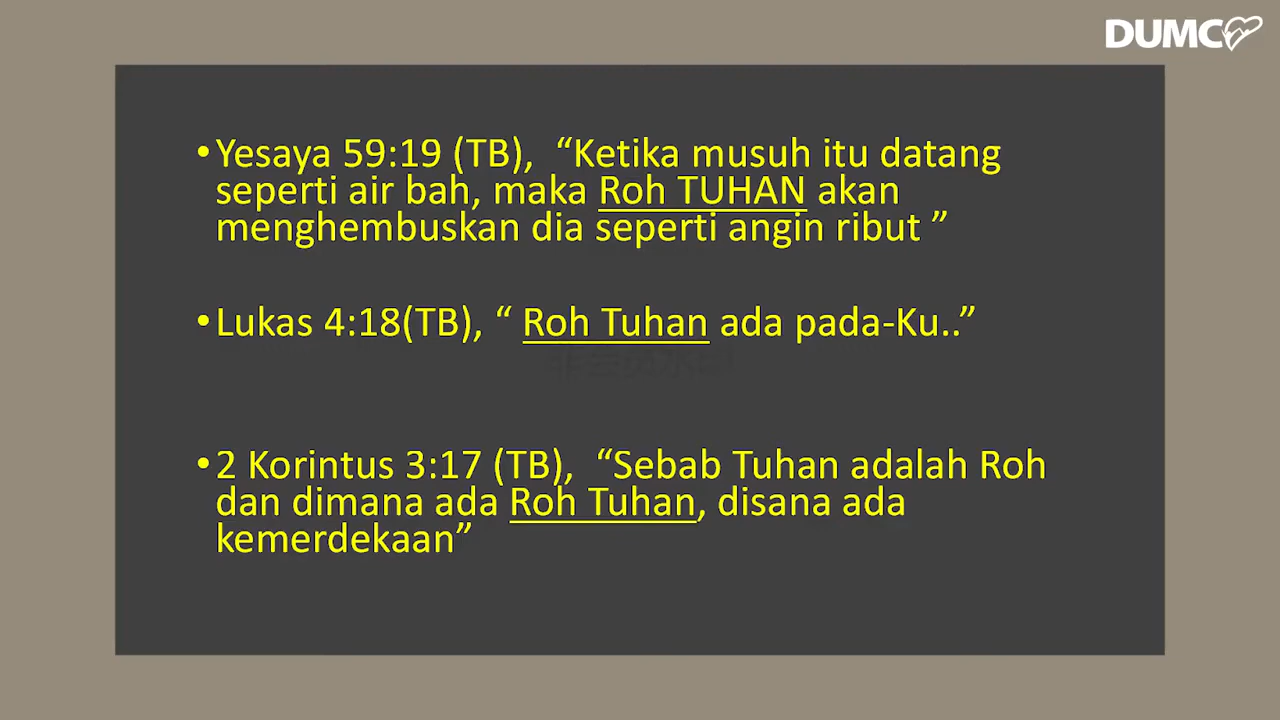 DUMC
•Yesaya 59:19 (TB), “Ketika musuh itu datang
seperti air bah, maka Roh TUHAN akan
menghembuskan dia seperti angin ribut ”
•Lukas 4:18(TB), “ Roh Tuhan ada pada-Ku..”
•2 Korintus 3:17 (TB), “Sebab Tuhan adalah Roh
dan dimana ada Roh Tuhan, disana ada
kemerdekaan”